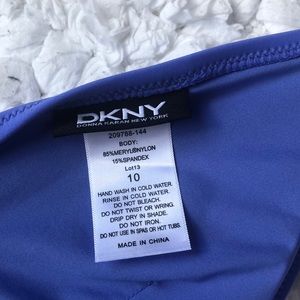 DKNY
DONNA KARAN NEW YORK
209788-144
BODY:
85%MERYL®NYLON
15%SPANDEX
Lot13
10
HAND WASH IN COLD WATER.
RINSE IN COLD WATER.
DO NOT BLEACH.
DO NOT TWIST OR WRING.
DRIP DRY IN SHADE.
DO NOT IRON.
DO NOT USE IN SPAS OR HOT TUBS.
MADE IN CHINA